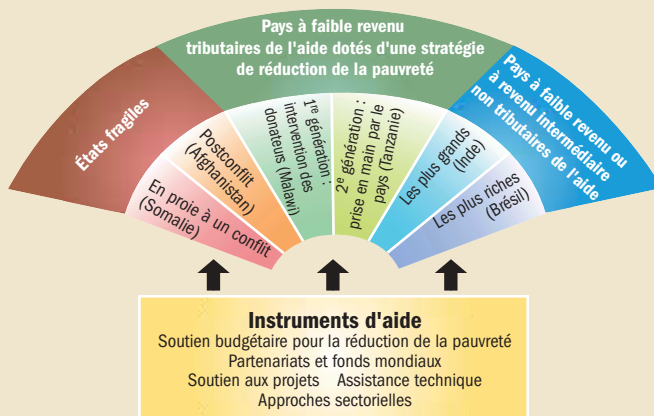 Pays à faible revenu
tributaires de l'aide dotés d'une stratégie
de réduction de la pauvreté
États fragiles
Pays à faible revenu ou
à revenu intermédiaire
non tributaires de l'aide
En proie à un conflit
(Somalie)
Postconflit
(Afghanistan)
1re génération :
intervention des
donateurs (Malawi)
2e génération :
prise en main par le
pays (Tanzanie)
Les plus grands
(Inde)
Les plus riches
(Brésil)
Instruments d'aide
Soutien budgétaire pour la réduction de la pauvreté
Partenariats et fonds mondiaux
Soutien aux projets Assistance technique
Approches sectorielles